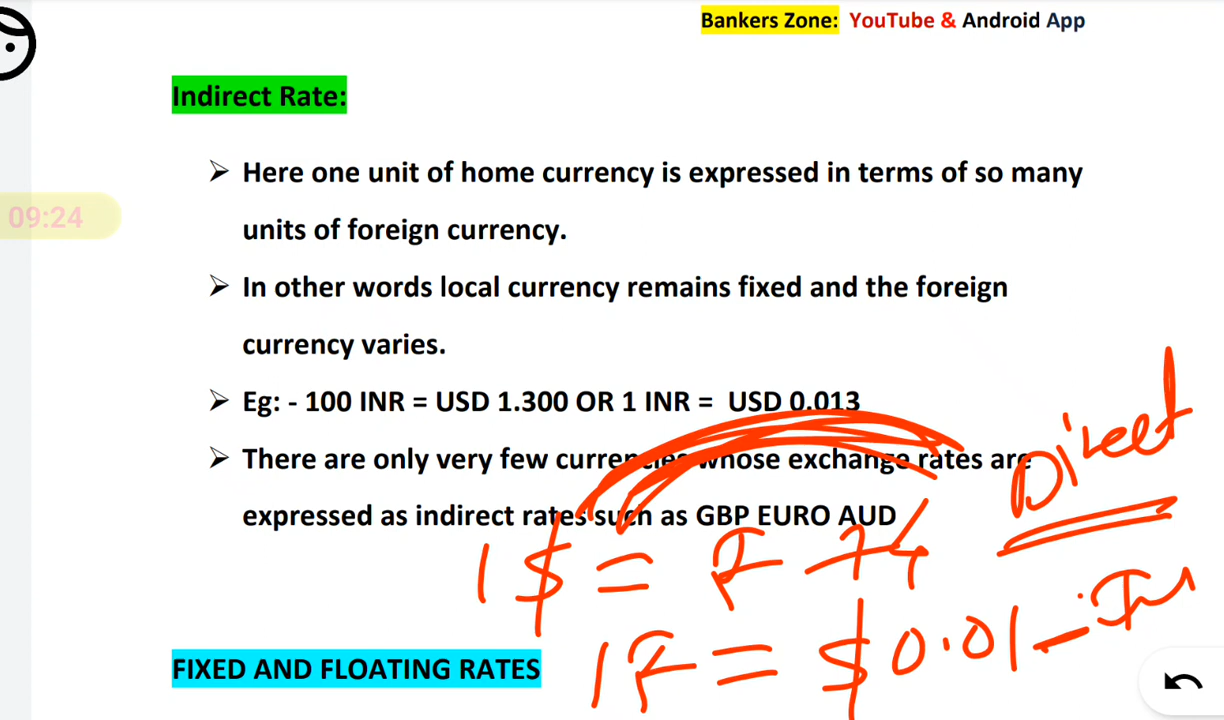 Bankers Zone: YouTube & Android App
Indirect Rate:
➢ Here one unit of home currency is expressed in terms of so many
units of foreign currency.
09:24
➢ In other words local currency remains fixed and the foreign
currency varies.
➢ Eg: - 100 INR = USD 1.300 OR 1 INR = USD 0.013
➢ There are only very few currencies whose exchange rates are
expressed as indirect rates such as GBP EURO AUD
Direct
1$ = ₹ 74
1₹ = $0.01 -
FIXED AND FLOATING RATES